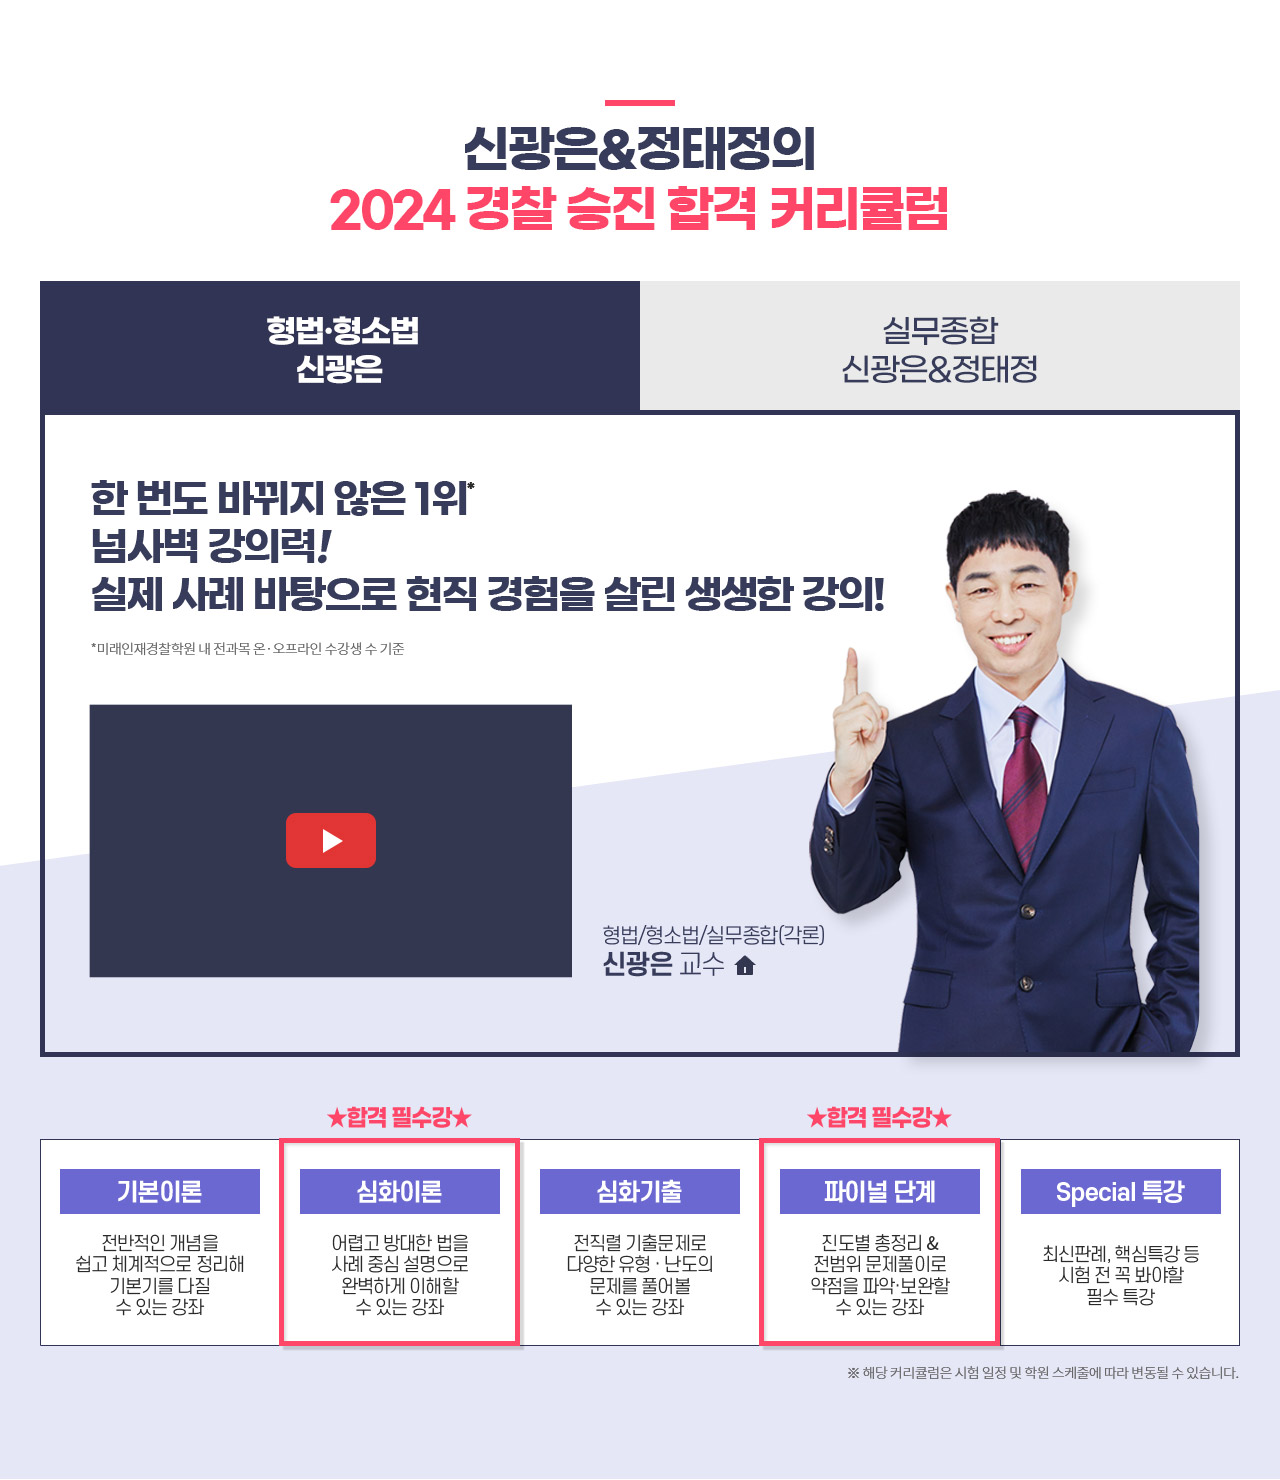 신광은&정태정의
2024 경찰 승진 합격 커리큘럼
형법·형소법
신광은
실무종합
신광은&정태정
한 번도 바뀌지 않은 1위*
넘사벽 강의력!
실제 사례 바탕으로 현직 경험을 살린 생생한 강의!
*미래인재경찰학원 내 전과목 온·오프라인 수강생 수 기준
형법/형소법/실무종합(각론)
신광은 교수
★합격 필수강★
★합격 필수강★
기본이론
전반적인 개념을
쉽고 체계적으로 정리해
기본기를 다질
수 있는 강좌
심화이론
어렵고 방대한 법을
사례 중심 설명으로
완벽하게 이해할
수 있는 강좌
심화기출
전직렬 기출문제로
다양한 유형 · 난도의
문제를 풀어볼
수 있는 강좌
파이널 단계
진도별 총정리 &
전범위 문제풀이로
약점을 파악·보완할
수 있는 강좌
Special 특강
최신판례, 핵심특강 등
시험 전 꼭 봐야할
필수 특강
※ 해당 커리큘럼은 시험 일정 및 학원 스케줄에 따라 변동될 수 있습니다.